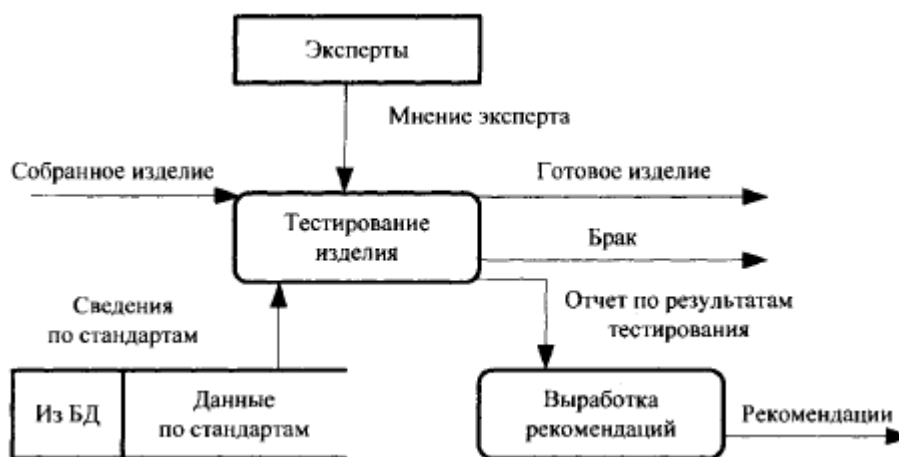 Эксперты
Мнение эксперта
Собранное изделие
Готовое изделие
Тестирование
изделия
Брак
Сведения
по стандартам
Отчет по результатам
тестирования
Из БД
Данные
по стандартам
Выработка
рекомендаций
Рекомендации